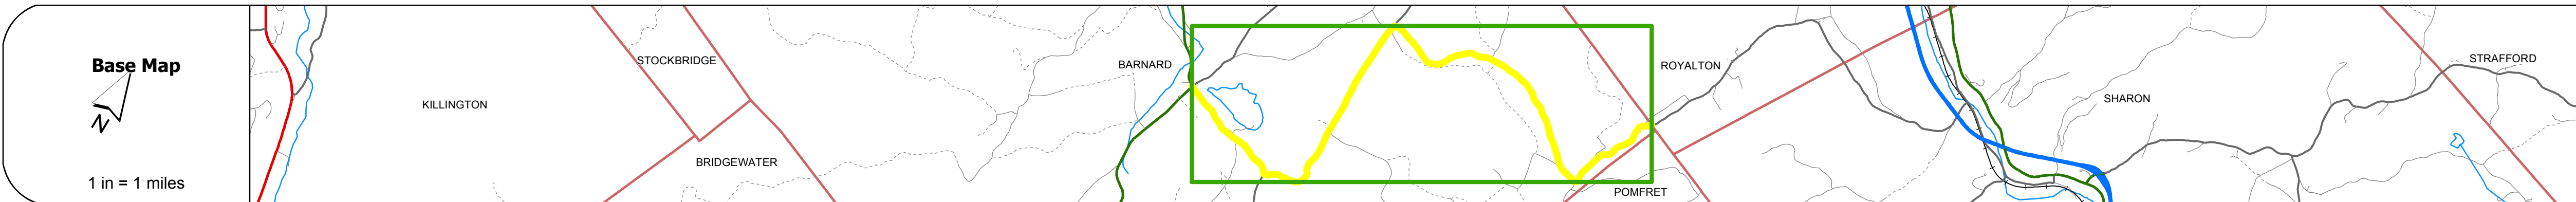 Base Map
N
1 in = 1 miles
KILLINGTON
STOCKBRIDGE
BRIDGEWATER
BARNARD
ROYALTON
POMFRET
SHARON
STRAFFORD